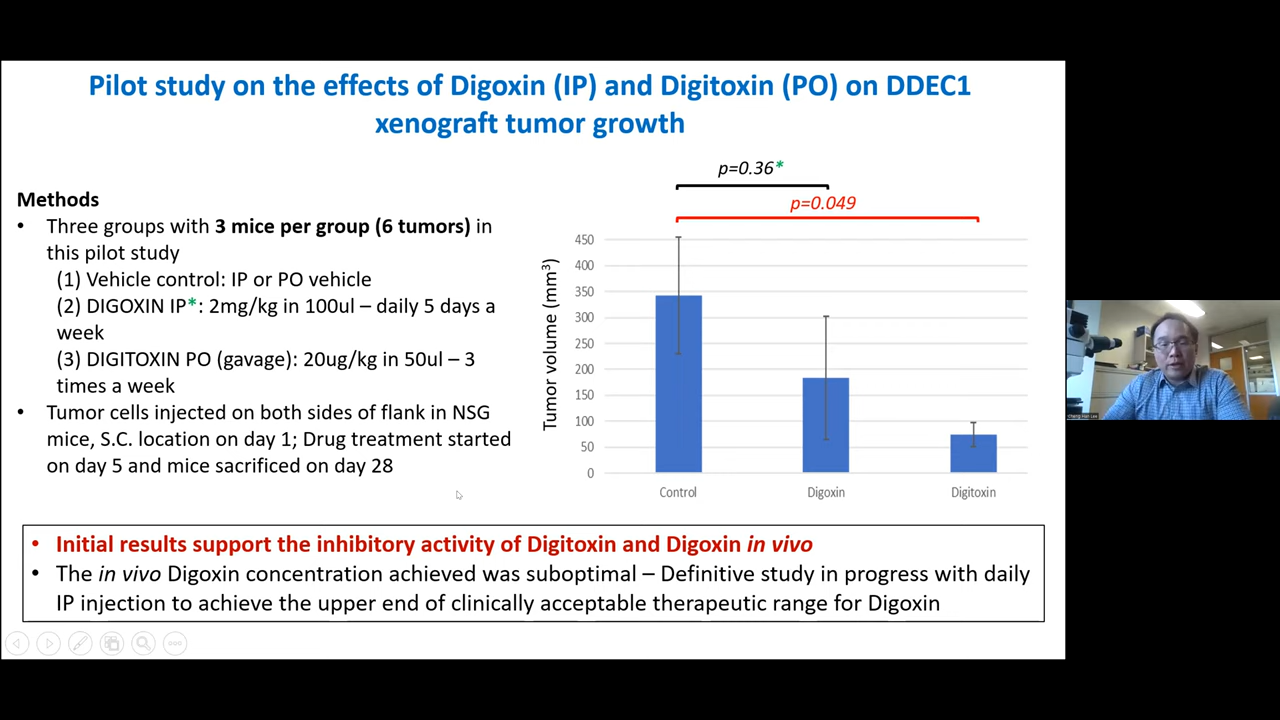 Pilot study on the effects of Digoxin (IP) and Digitoxin (PO) on DDEC1
xenograft tumor growth
Methods
• Three groups with 3 mice per group (6 tumors) in
this pilot study
(1) Vehicle control: IP or PO vehicle
(2) DIGOXIN IP*: 2mg/kg in 100ul – daily 5 days a
week
(3) DIGITOXIN PO (gavage): 20ug/kg in 50ul – 3
times a week
• Tumor cells injected on both sides of flank in NSG
mice, S.C. location on day 1; Drug treatment started
on day 5 and mice sacrificed on day 28
p=0.36*
p=0.049
Tumor volume (mm³)
450
400
350
300
250
200
150
100
50
0
Control Digoxin Digitoxin
• Initial results support the inhibitory activity of Digitoxin and Digoxin in vivo
• The in vivo Digoxin concentration achieved was suboptimal – Definitive study in progress with daily
IP injection to achieve the upper end of clinically acceptable therapeutic range for Digoxin